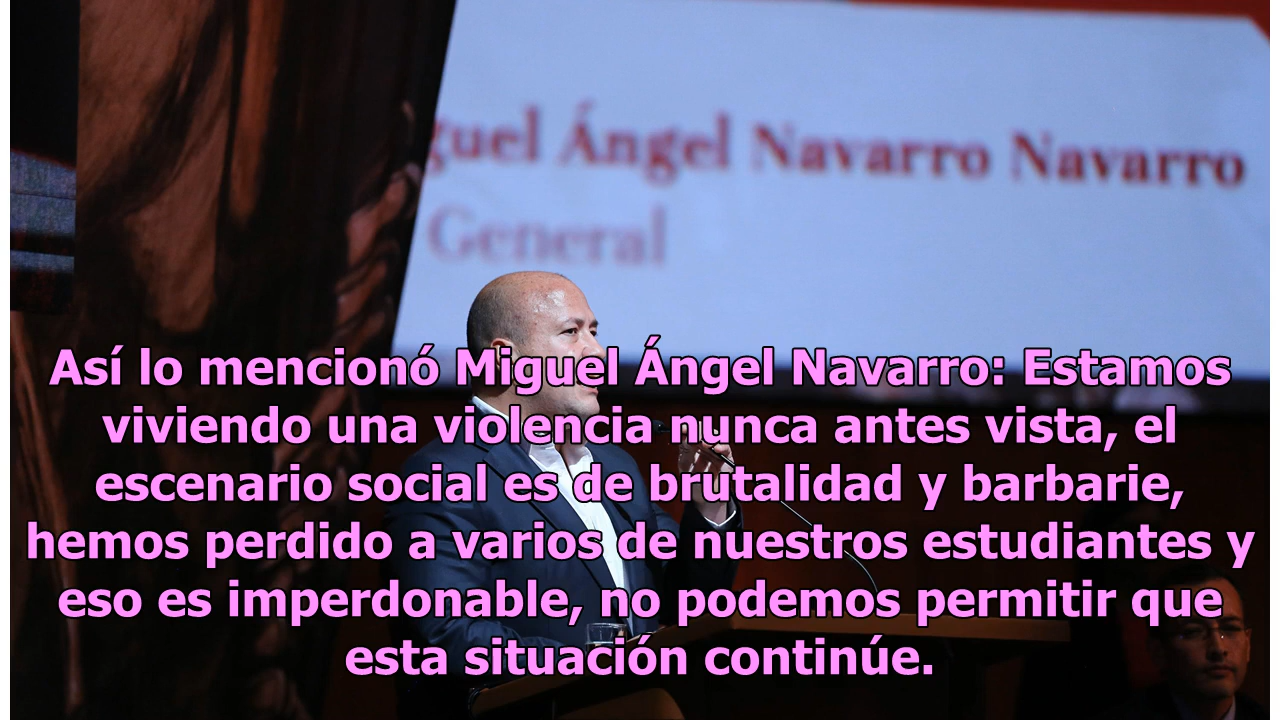 guel Ángel Navarro Navarro
General
Así lo mencionó Miguel Ángel Navarro: Estamos
viviendo una violencia nunca antes vista, el
escenario social es de brutalidad y barbarie,
hemos perdido a varios de nuestros estudiantes y
eso es imperdonable, no podemos permitir que
esta situación continúe.